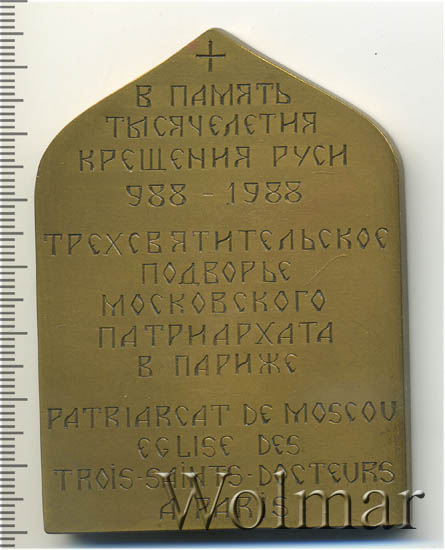 В ПАМЯТЬ
ТЫСЯЧЕЛЕТИЯ
КРЕЩЕНИЯ РУСИ
988 - 1988
ТРЕХСВЯТИТЕЛЬСКОЕ
ПОДВОРЬЕ
МОСКОВСКОГО
ПАТРИАРХАТА
В ПАРИЖЕ
PATRIARCAT DE MOSCOU
EGLISE DES
TROIS-SAINTS-DOCTEURS
A PARIS
Wolmar